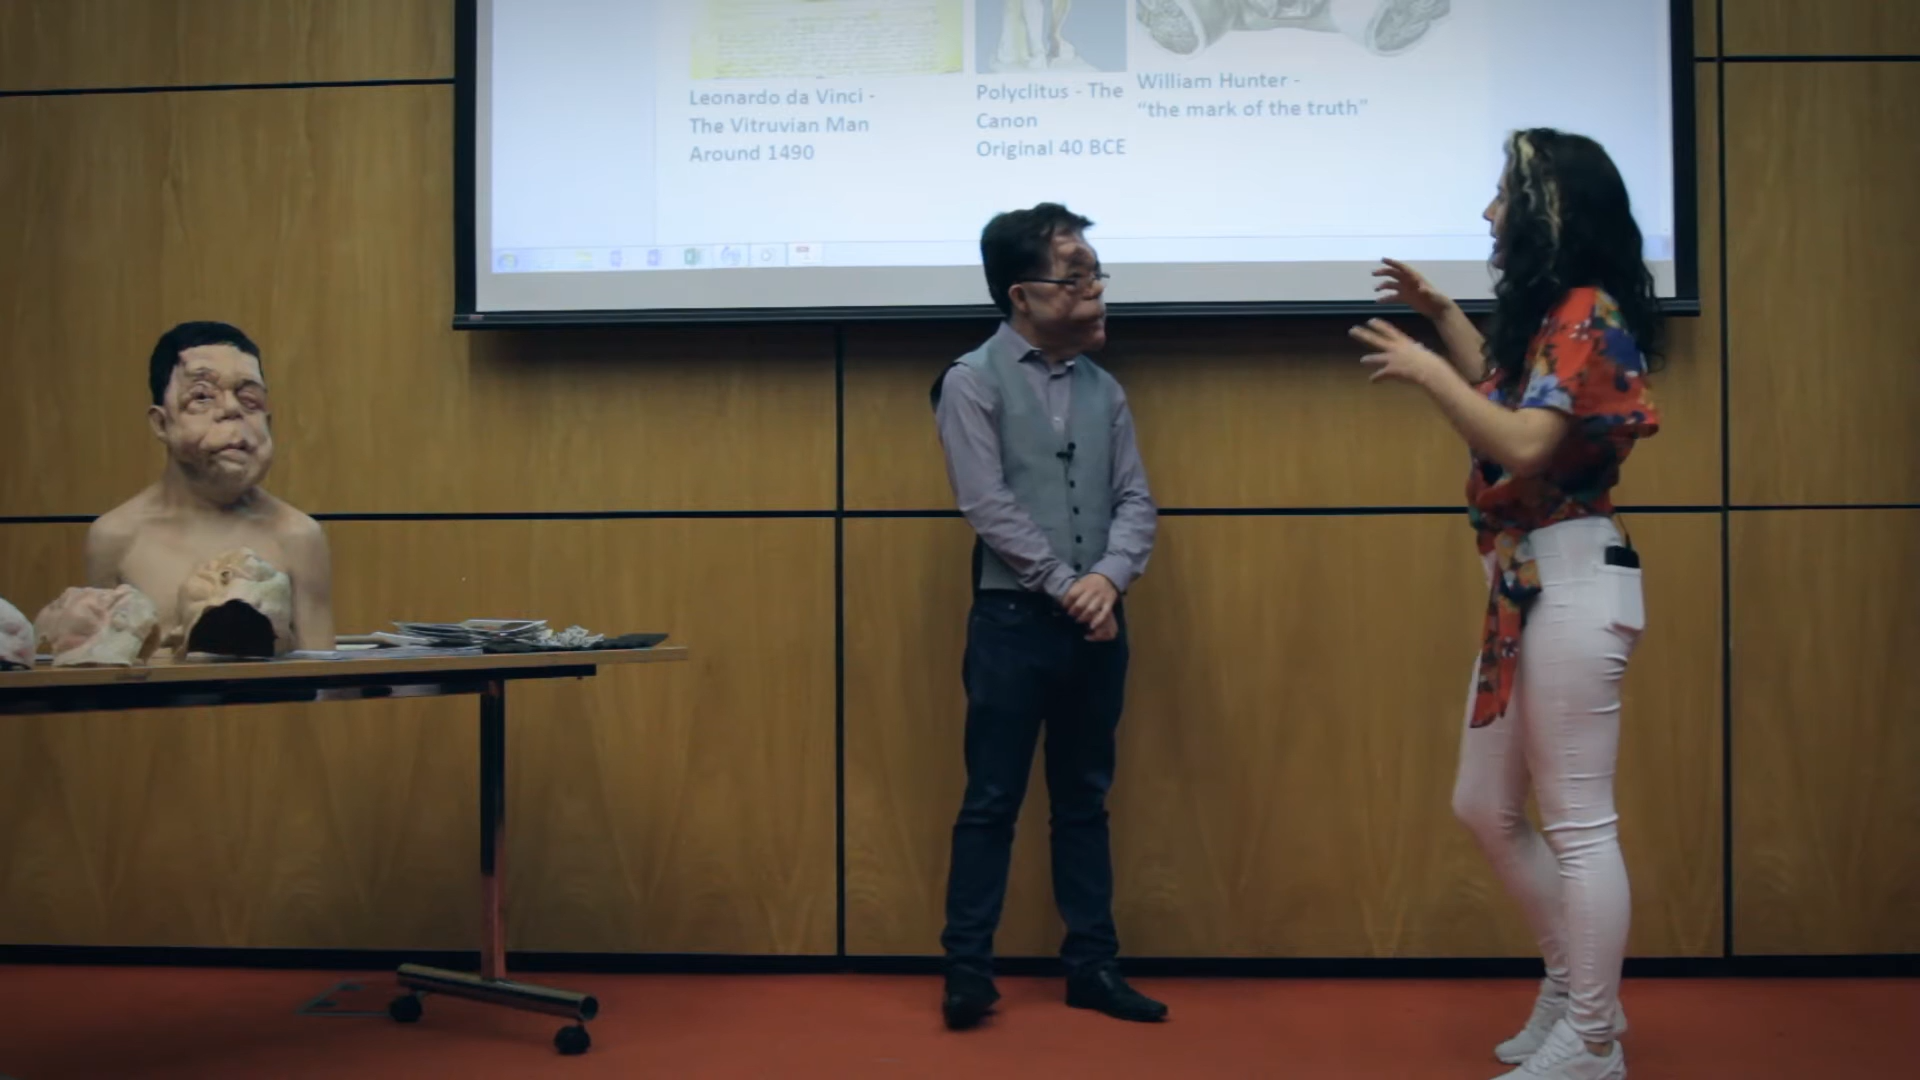 Leonardo da Vinci -
The Vitruvian Man
Around 1490
Polyclitus - The
Canon
Original 40 BCE
William Hunter -
“the mark of the truth”